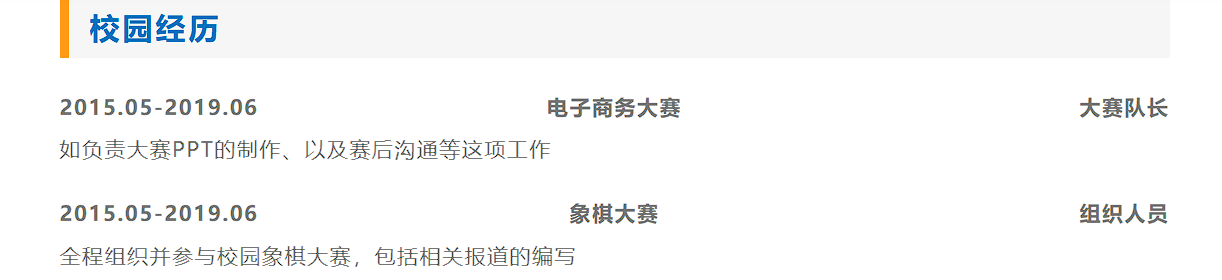 校园经历
2015.05-2019.06 电子商务大赛 大赛队长
如负责大赛PPT的制作、以及赛后沟通等这项工作
2015.05-2019.06 象棋大赛 组织人员
全程组织并参与校园象棋大赛，包括相关报道的编写